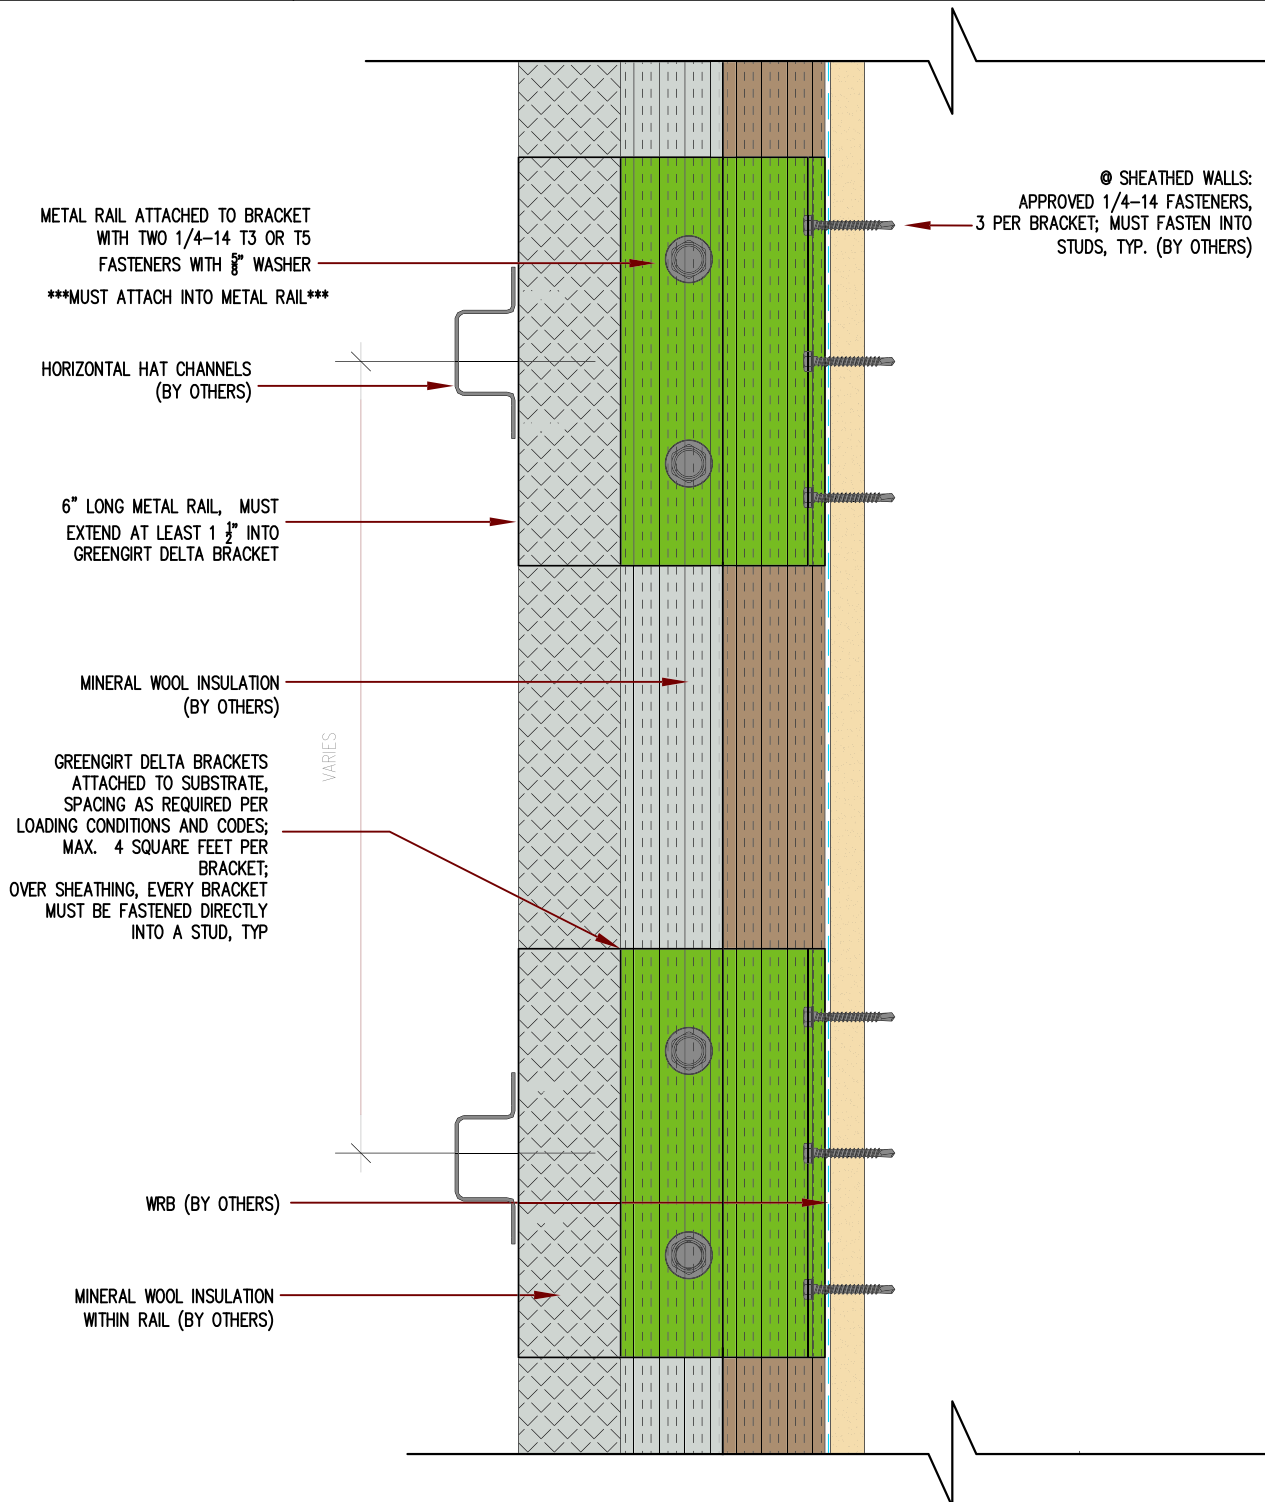 METAL RAIL ATTACHED TO BRACKET
WITH TWO 1/4-14 T3 OR T5
FASTENERS WITH 5/8" WASHER
***MUST ATTACH INTO METAL RAIL***
@ SHEATHED WALLS:
APPROVED 1/4-14 FASTENERS,
3 PER BRACKET; MUST FASTEN INTO
STUDS, TYP. (BY OTHERS)
HORIZONTAL HAT CHANNELS
(BY OTHERS)
6" LONG METAL RAIL, MUST
EXTEND AT LEAST 1 1/2" INTO
GREENGIRT DELTA BRACKET
MINERAL WOOL INSULATION
(BY OTHERS)
VARIES
GREENGIRT DELTA BRACKETS
ATTACHED TO SUBSTRATE,
SPACING AS REQUIRED PER
LOADING CONDITIONS AND CODES;
MAX. 4 SQUARE FEET PER
BRACKET;
OVER SHEATHING, EVERY BRACKET
MUST BE FASTENED DIRECTLY
INTO A STUD, TYP
WRB (BY OTHERS)
MINERAL WOOL INSULATION
WITHIN RAIL (BY OTHERS)